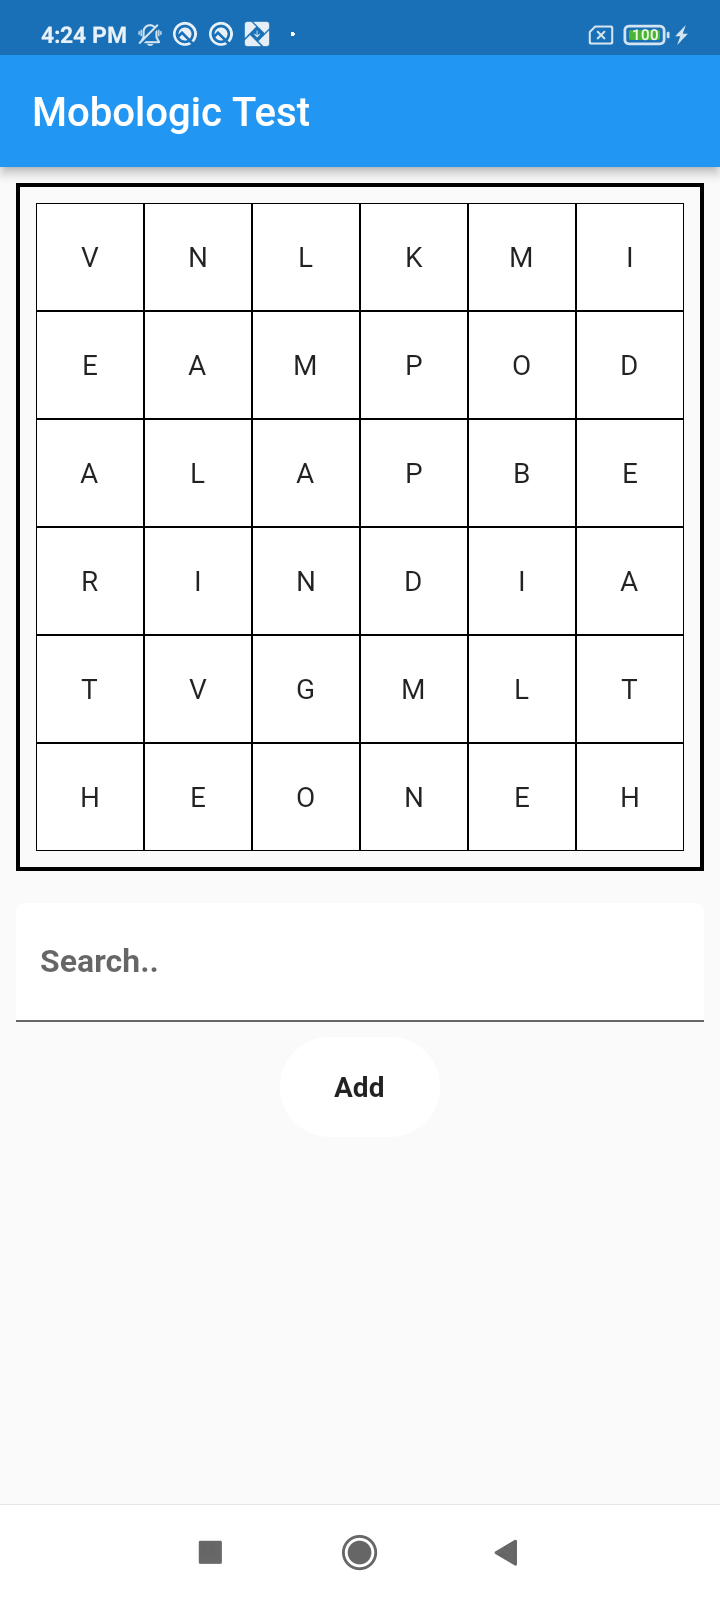 4:24 PM 100
Mobologic Test
V N L K M I
E A M P O D
A L A P B E
R I N D I A
T V G M L T
H E O N E H
Search..
Add